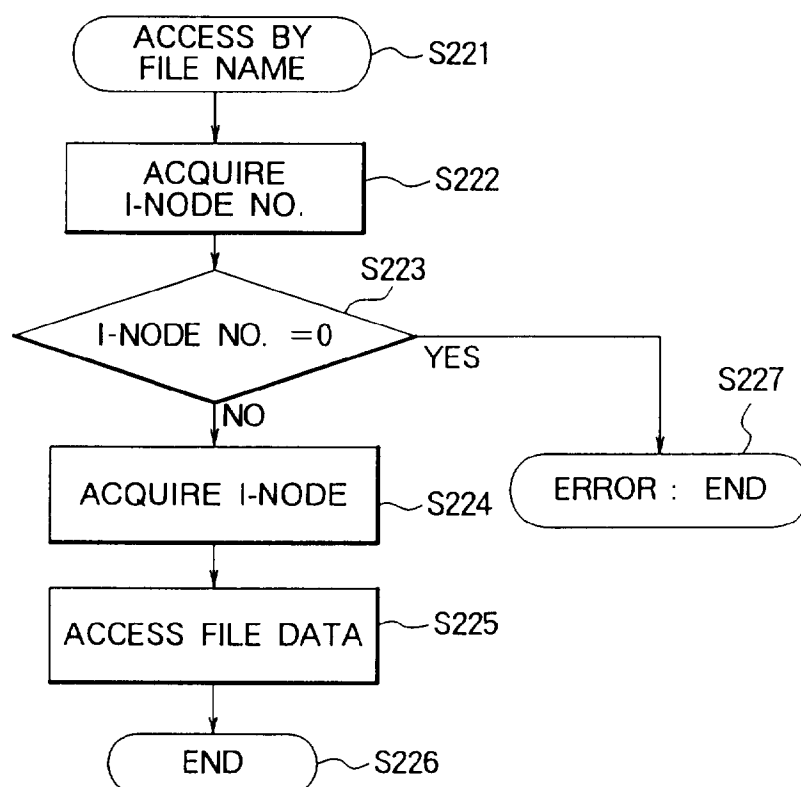 ACCESS BY
FILE NAME
S221
ACQUIRE
I-NODE NO.
S222
S223
I-NODE NO. =0
YES
NO
S227
ACQUIRE I-NODE
S224
ERROR : END
ACCESS FILE DATA
S225
END
S226